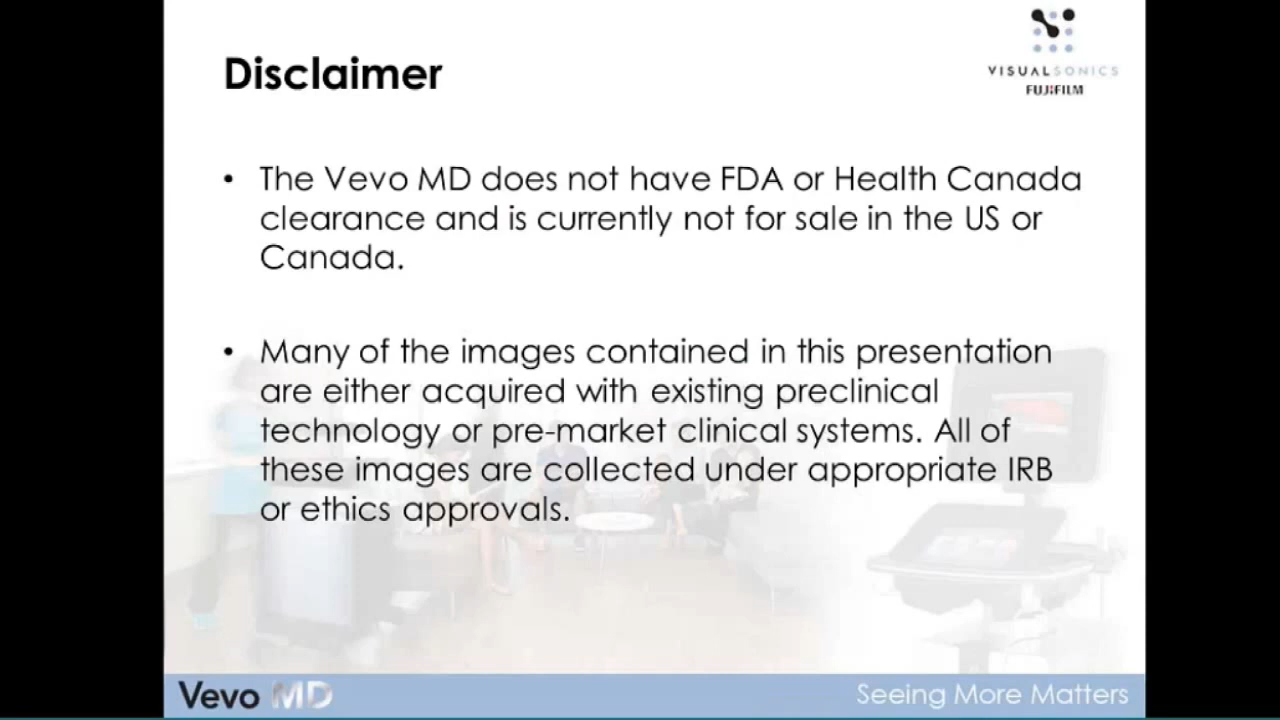 Disclaimer
VISUALSONICS
FUJIFILM
• The Vevo MD does not have FDA or Health Canada
clearance and is currently not for sale in the US or
Canada.
• Many of the images contained in this presentation
are either acquired with existing preclinical
technology or pre-market clinical systems. All of
these images are collected under appropriate IRB
or ethics approvals.
Vevo MD
Seeing More Matters